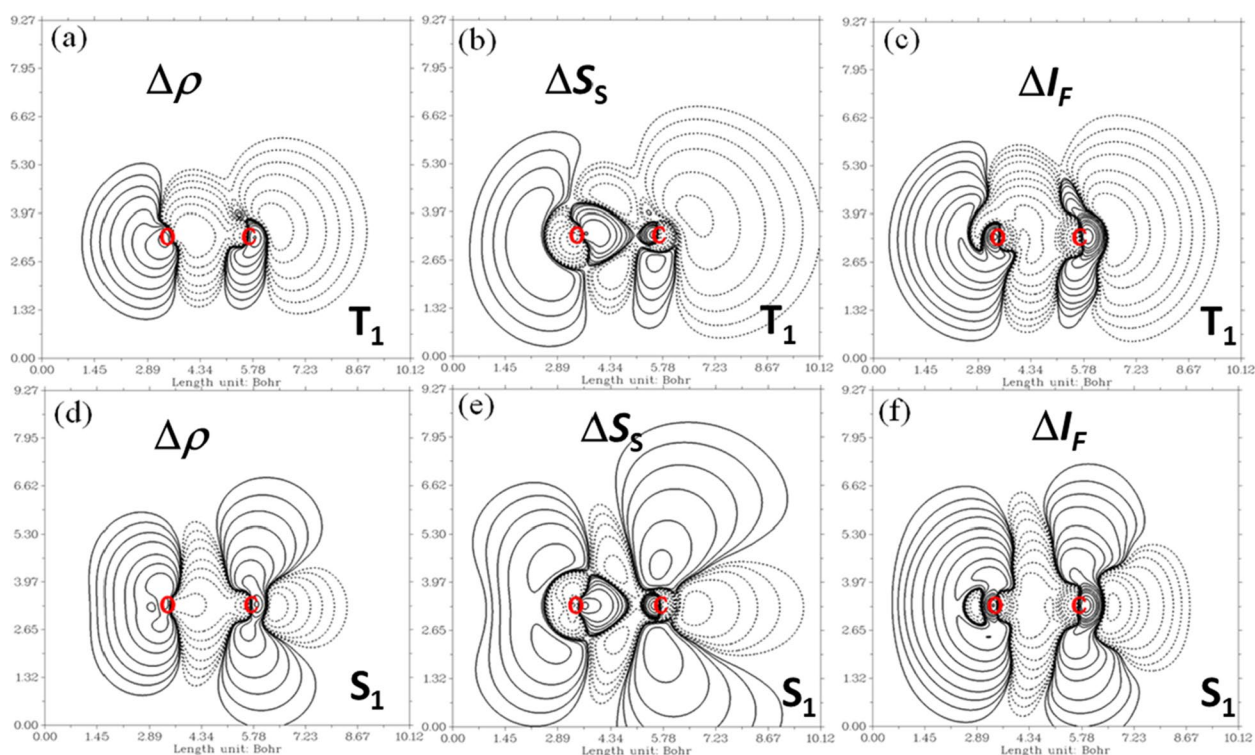 (a)
Δρ
T1
9.27
7.95
6.62
5.30
3.97
2.65
1.32
0.00
O C
0.00 1.45 2.89 4.34 5.78 7.23 8.67 10.12
Length unit: Bohr
(b)
ΔSS
T1
9.27
7.95
6.62
5.30
3.97
2.65
1.32
0.00
O C
0.00 1.45 2.89 4.34 5.78 7.23 8.67 10.12
Length unit: Bohr
(c)
ΔIF
T1
9.27
7.95
6.62
5.30
3.97
2.65
1.32
0.00
O C
0.00 1.45 2.89 4.34 5.78 7.23 8.67 10.12
Length unit: Bohr
(d)
Δρ
S1
9.27
7.95
6.62
5.30
3.97
2.65
1.32
0.00
O C
0.00 1.45 2.89 4.34 5.78 7.23 8.67 10.12
Length unit: Bohr
(e)
ΔSS
S1
9.27
7.95
6.62
5.30
3.97
2.65
1.32
0.00
O C
0.00 1.45 2.89 4.34 5.78 7.23 8.67 10.12
Length unit: Bohr
(f)
ΔIF
S1
9.27
7.95
6.62
5.30
3.97
2.65
1.32
0.00
O C
0.00 1.45 2.89 4.34 5.78 7.23 8.67 10.12
Length unit: Bohr